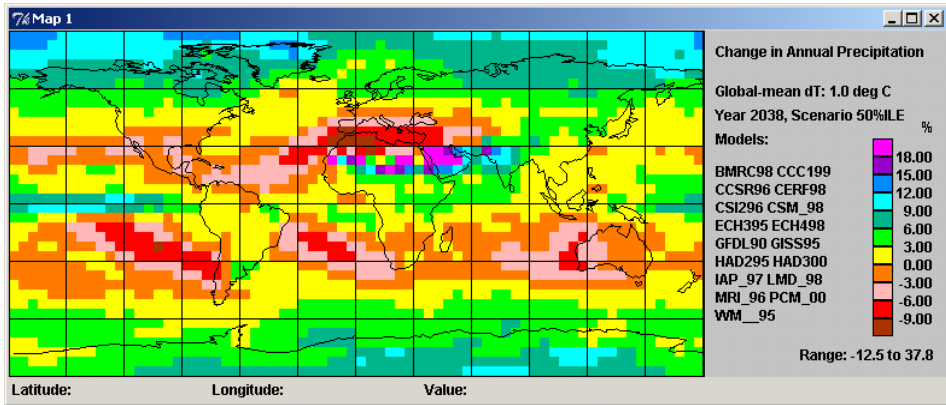 Map 1
Change in Annual Precipitation
Global-mean dT: 1.0 deg C
Year 2038, Scenario 50%ILE
%
Models:
18.00
BMRC98 CCC199
15.00
CCSR96 CERF98
12.00
CSI296 CSM_98
9.00
ECH395 ECH498
6.00
GFDL90 GISS95
3.00
HAD295 HAD300
0.00
IAP_97 LMD_98
-3.00
MRI_96 PCM_00
-6.00
WM__95
-9.00
Range: -12.5 to 37.8
Latitude: Longitude: Value: